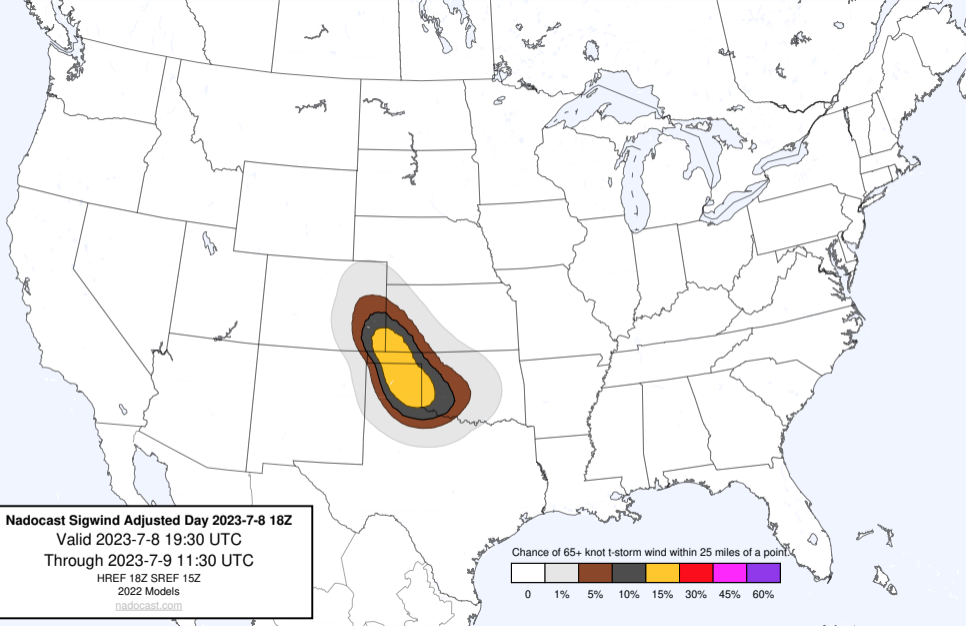 Nadocast Sigwind Adjusted Day 2023-7-8 18Z
Valid 2023-7-8 19:30 UTC
Through 2023-7-9 11:30 UTC
HREF 18Z SREF 15Z
2022 Models
nadocast.com
Chance of 65+ knot t-storm wind within 25 miles of a point.
0 1% 5% 10% 15% 30% 45% 60%